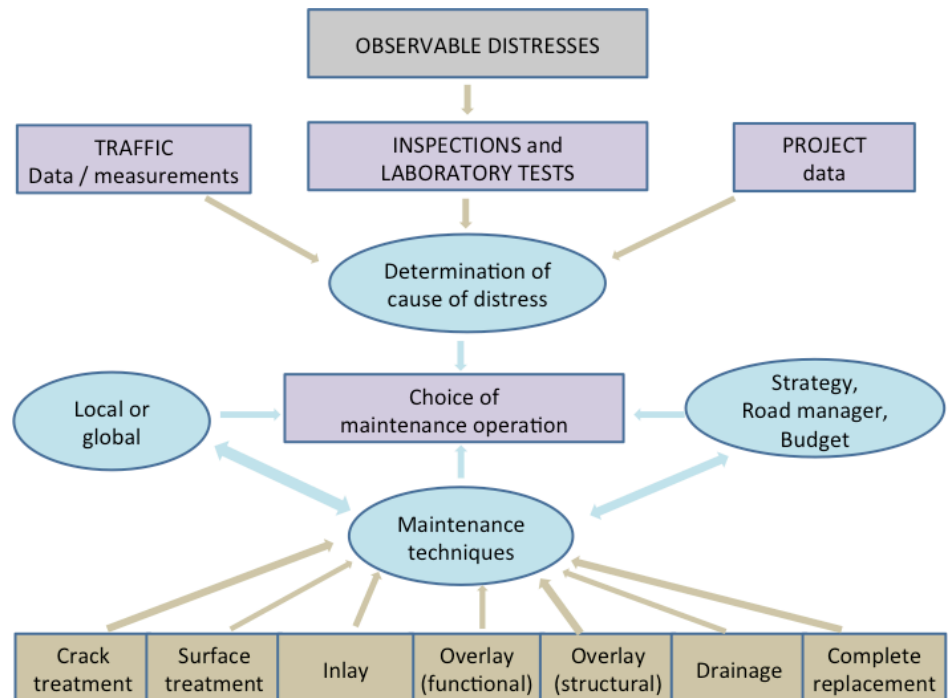 OBSERVABLE DISTRESSES
TRAFFIC
Data / measurements
INSPECTIONS and
LABORATORY TESTS
PROJECT
data
Determination of
cause of distress
Local or
global
Choice of
maintenance operation
Strategy,
Road manager,
Budget
Maintenance
techniques
Crack
treatment
Surface
treatment
Inlay
Overlay
(functional)
Overlay
(structural)
Drainage
Complete
replacement